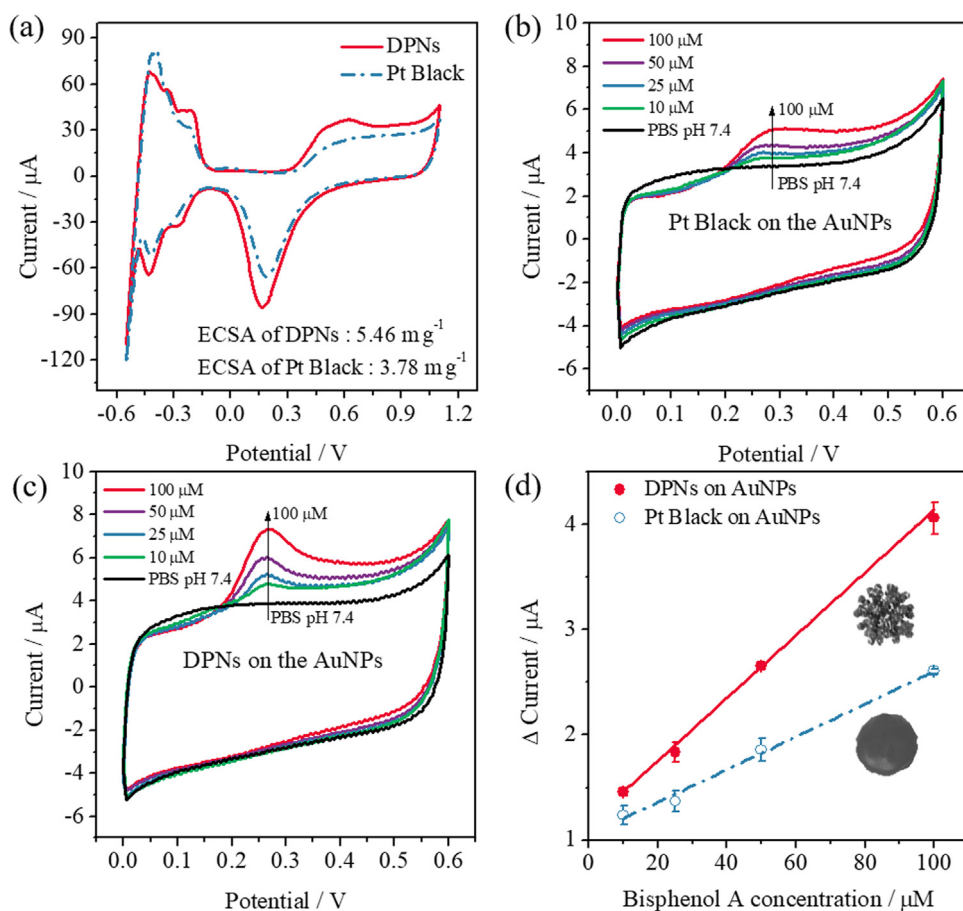 (a)
DPNs
Pt Black
90
60
30
0
-30
-60
-90
-120
Current / μA
ECSA of DPNs : 5.46 mg⁻¹
ECSA of Pt Black : 3.78 mg⁻¹
-0.6 -0.3 0.0 0.3 0.6 0.9 1.2
Potential / V
(b)
100 μM
50 μM
25 μM
10 μM
PBS pH 7.4
100 μM
PBS pH 7.4
Pt Black on the AuNPs
10
8
6
4
2
0
-2
-4
-6
Current / μA
0.0 0.1 0.2 0.3 0.4 0.5 0.6
Potential / V
(c)
100 μM
50 μM
25 μM
10 μM
PBS pH 7.4
100 μM
PBS pH 7.4
DPNs on the AuNPs
10
8
6
4
2
0
-2
-4
-6
Current / μA
0.0 0.1 0.2 0.3 0.4 0.5 0.6
Potential / V
(d)
DPNs on AuNPs
Pt Black on AuNPs
4
3
2
1
Δ Current / μA
0 20 40 60 80 100
Bisphenol A concentration / μM